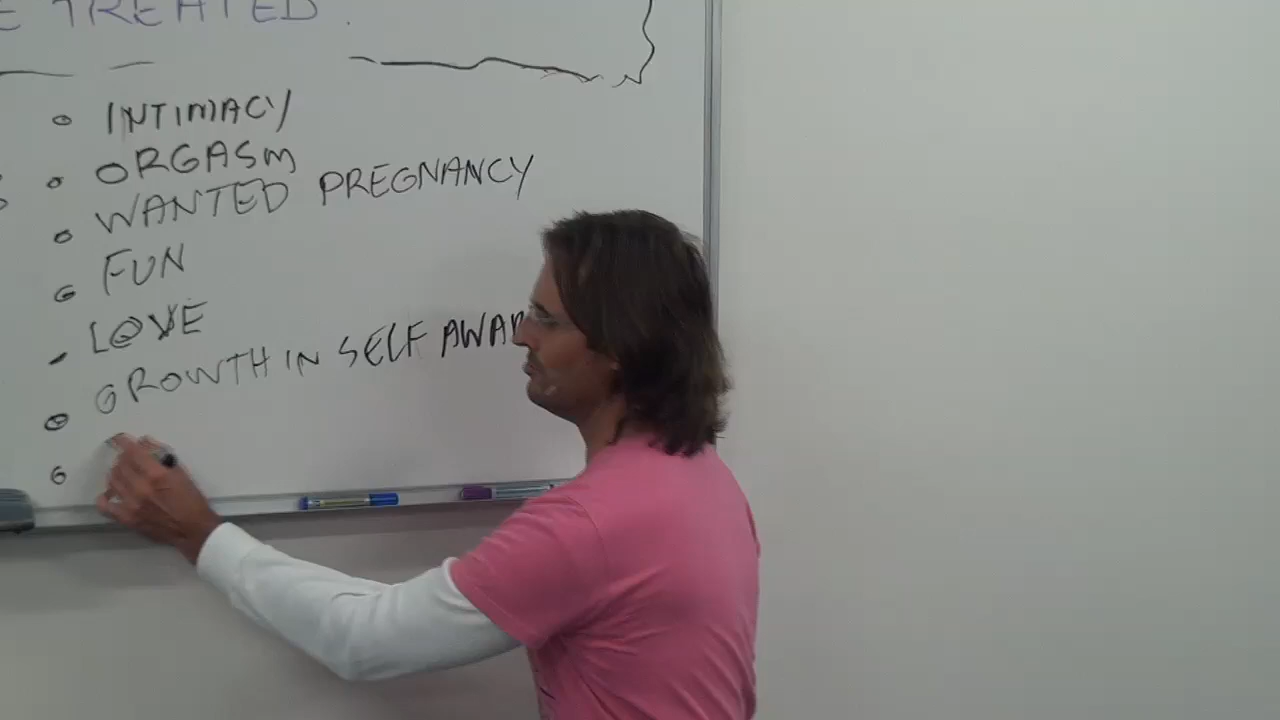 E TREATED.
INTIMACY
ORGASM
WANTED PREGNANCY
FUN
LOVE
GROWTH IN SELF AWAR